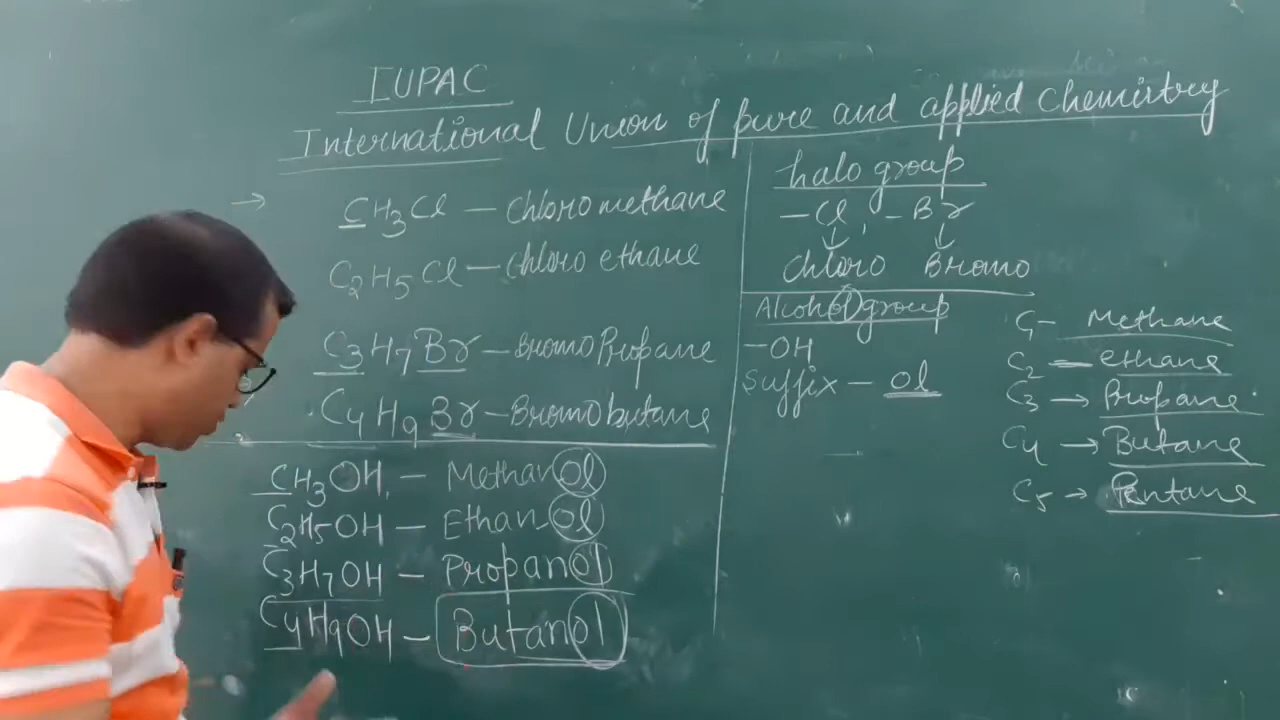 IUPAC
International Union of pure and applied Chemistry
→ CH3Cl — Chloromethane
C2H5Cl — Chloro ethane
C3H7Br — Bromo Propane
C4H9Br — Bromobutane
CH3OH — Methanol
C2H5OH — Ethanol
C3H7OH — Propanol
C4H9OH — Butanol
halo group
—Cl, —Br
↓ ↓
Chloro Bromo
Alcohol group
—OH
Suffix — ol
C1 — Methane
C2 — ethane
C3 → Propane
C4 → Butane
C5 → Pentane